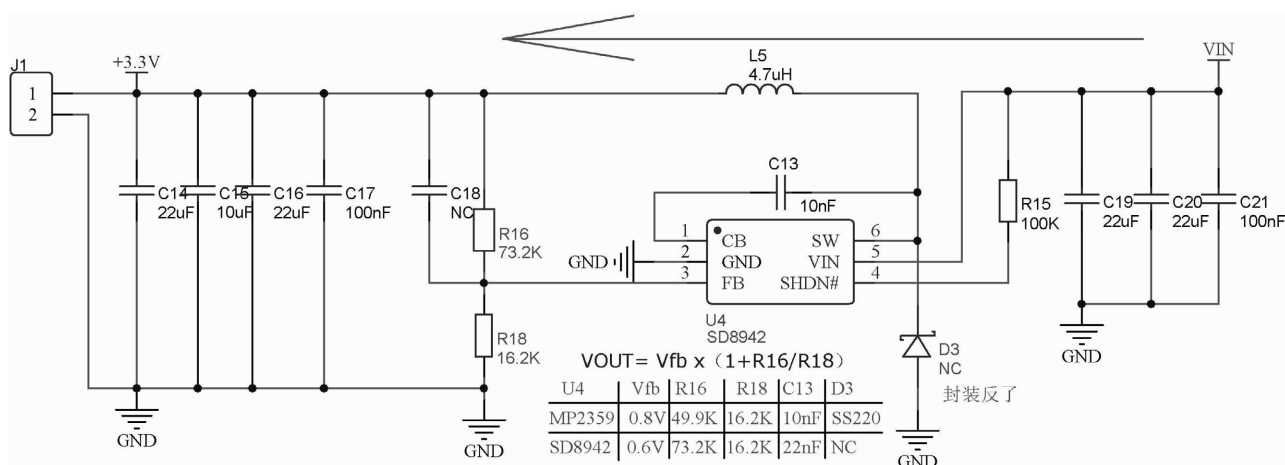 J1
1
2
+3.3V
L5
4.7uH
VIN
C14
22uF
C15
10uF
C16
22uF
C17
100nF
C18
NC
R16
73.2K
R18
16.2K
C13
10nF
GND
1 CB
2 GND
3 FB
SW 6
VIN 5
SHDN# 4
U4
SD8942
R15
100K
C19
22uF
C20
22uF
C21
100nF
GND
D3
NC
封装反了
GND
GND
GND
VOUT= Vfb x（1+R16/R18）
U4 Vfb R16 R18 C13 D3
MP2359 0.8V 49.9K 16.2K 10nF SS220
SD8942 0.6V 73.2K 16.2K 22nF NC